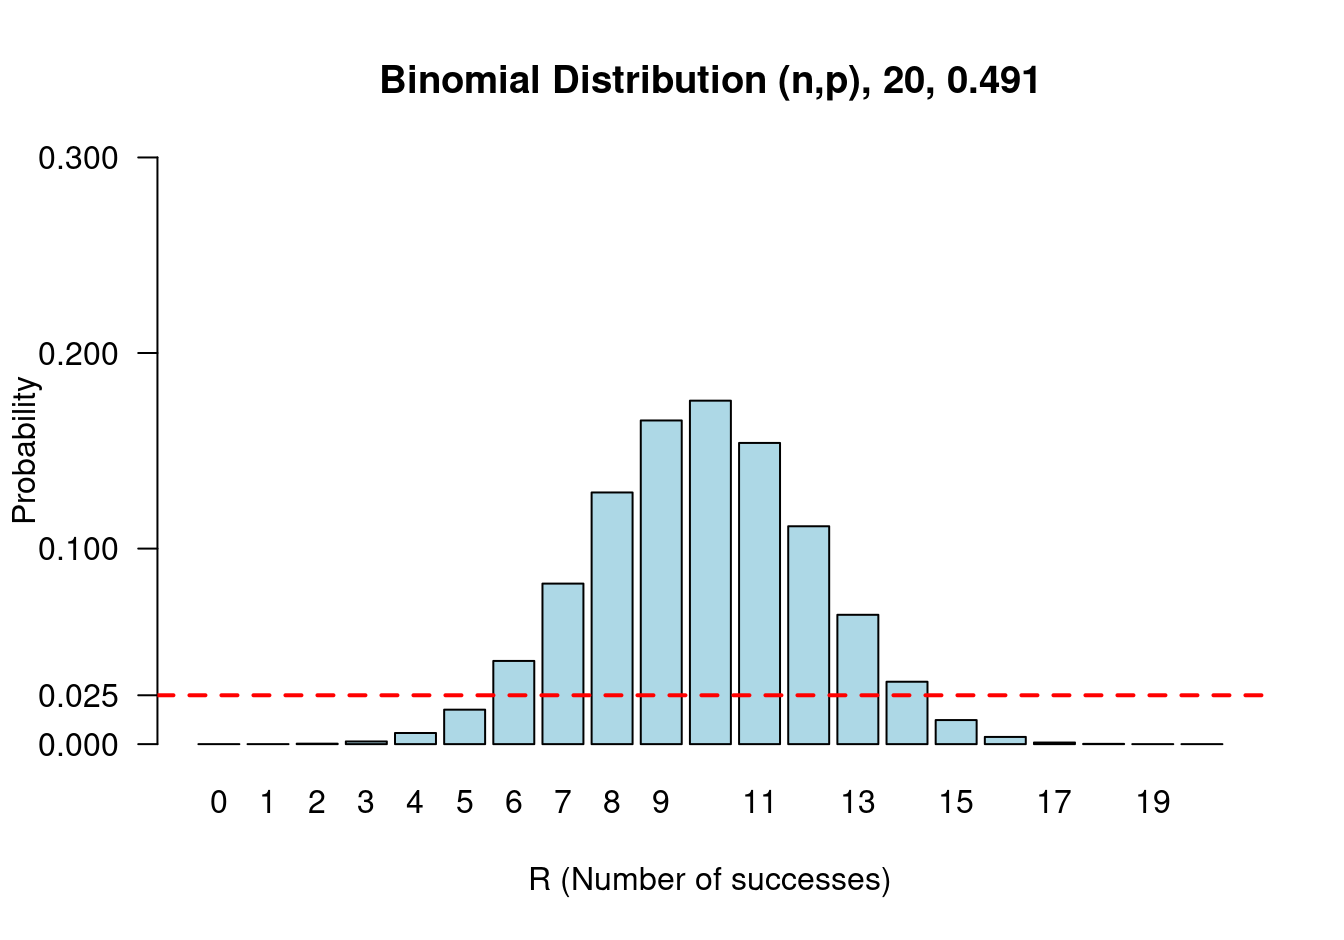 Binomial Distribution (n,p), 20, 0.491
0.300
0.200
0.100
0.025
0.000
Probability
0 1 2 3 4 5 6 7 8 9 11 13 15 17 19
R (Number of successes)